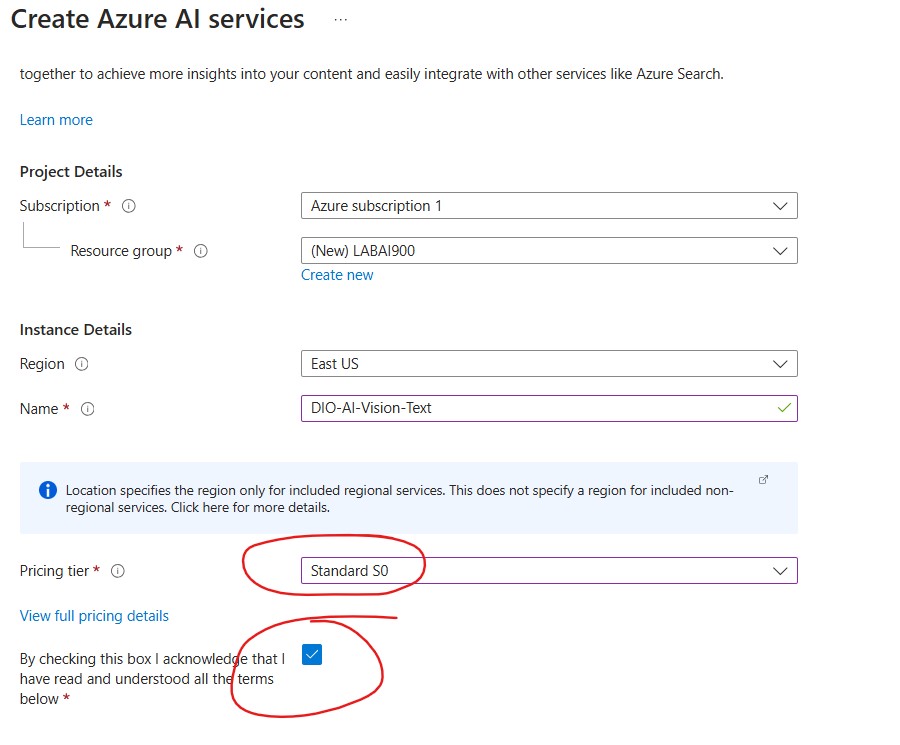 Create Azure AI services ...
together to achieve more insights into your content and easily integrate with other services like Azure Search.
Learn more
Project Details
Subscription *
Azure subscription 1
Resource group *
(New) LABAI900
Create new
Instance Details
Region
East US
Name *
DIO-AI-Vision-Text
Location specifies the region only for included regional services. This does not specify a region for included non-
regional services. Click here for more details.
Pricing tier *
Standard S0
View full pricing details
By checking this box I acknowledge that I
have read and understood all the terms
below *